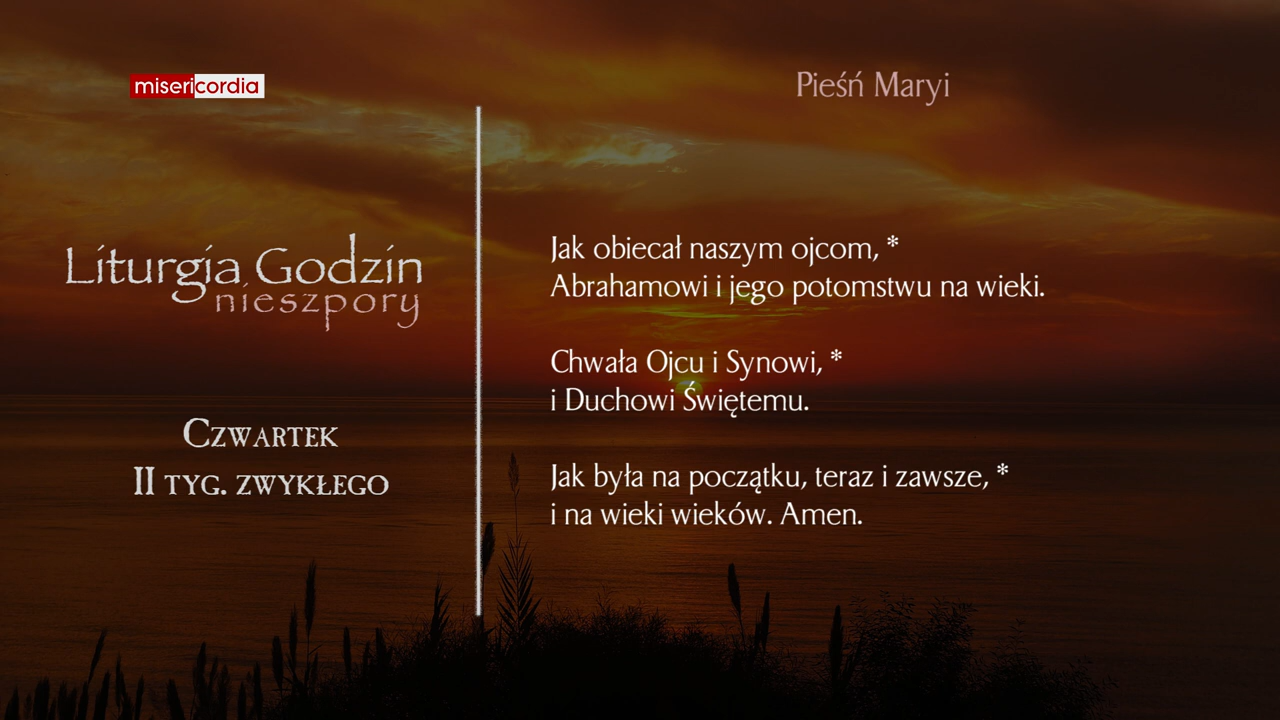 misericordia
Liturgia Godzin
nieszpory
Czwartek
II tyg. zwykłego
Pieśń Maryi
Jak obiecał naszym ojcom, *
Abrahamowi i jego potomstwu na wieki.
Chwała Ojcu i Synowi, *
i Duchowi Świętemu.
Jak była na początku, teraz i zawsze, *
i na wieki wieków. Amen.